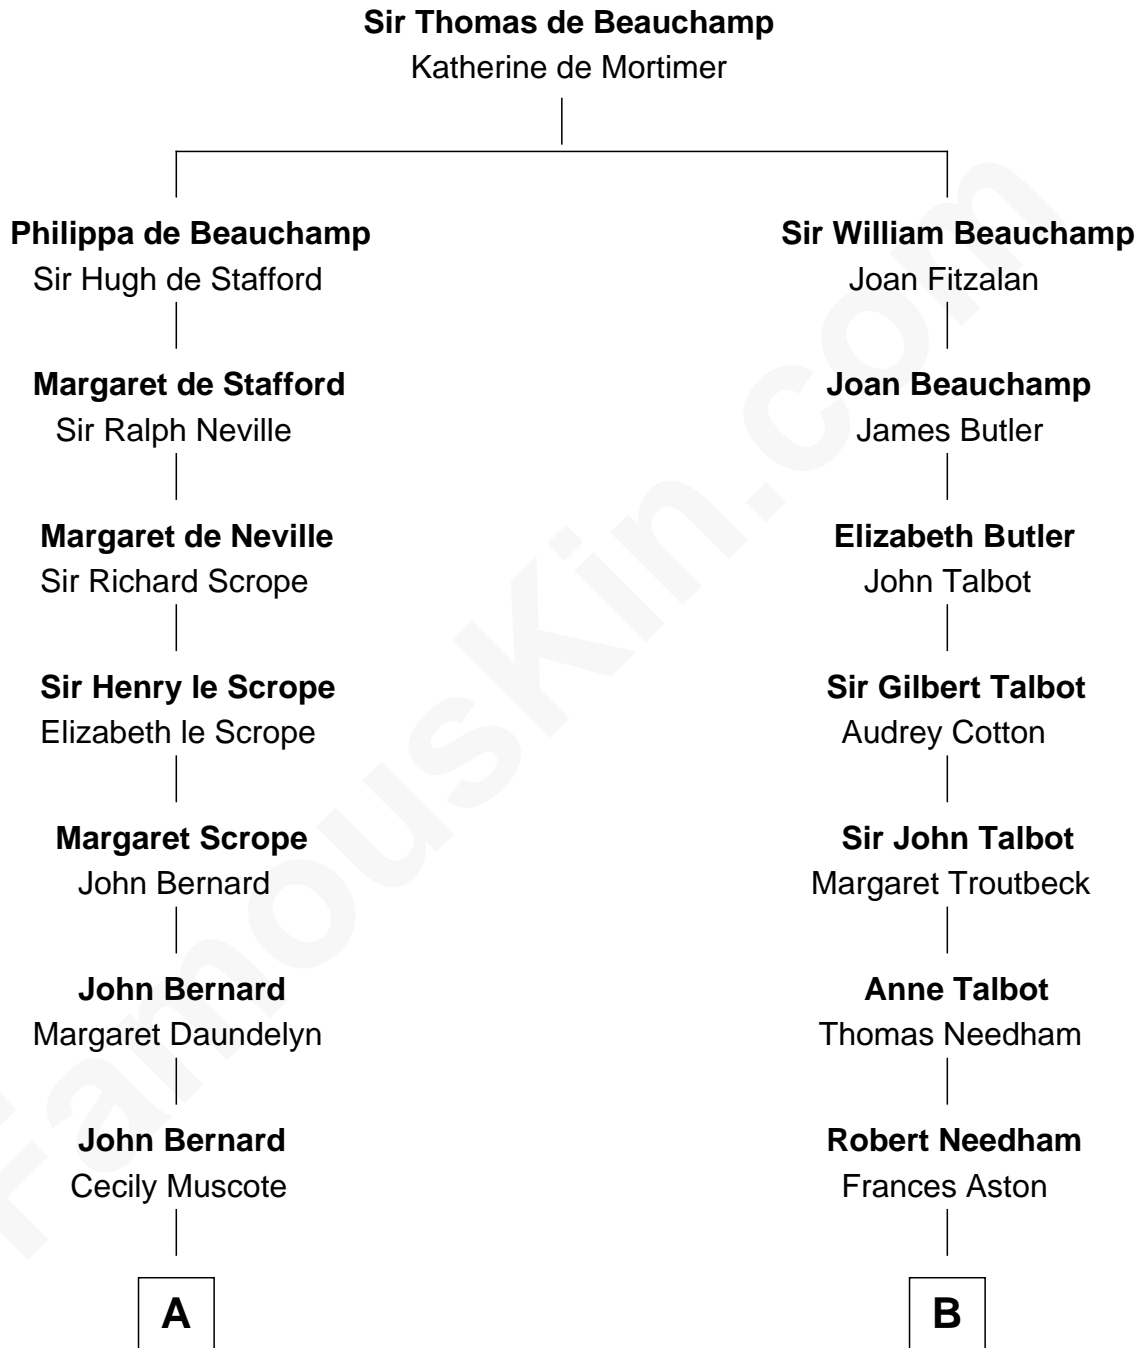 Sir Thomas de Beauchamp
Katherine de Mortimer
Philippa de Beauchamp
Sir Hugh de Stafford
Sir William Beauchamp
Joan Fitzalan
Margaret de Stafford
Sir Ralph Neville
Joan Beauchamp
James Butler
Margaret de Neville
Sir Richard Scrope
Elizabeth Butler
John Talbot
Sir Henry le Scrope
Elizabeth le Scrope
Sir Gilbert Talbot
Audrey Cotton
Margaret Scrope
John Bernard
Sir John Talbot
Margaret Troutbeck
John Bernard
Margaret Daundelyn
Anne Talbot
Thomas Needham
John Bernard
Cecily Muscote
Robert Needham
Frances Aston
A
B
FamousKin.com